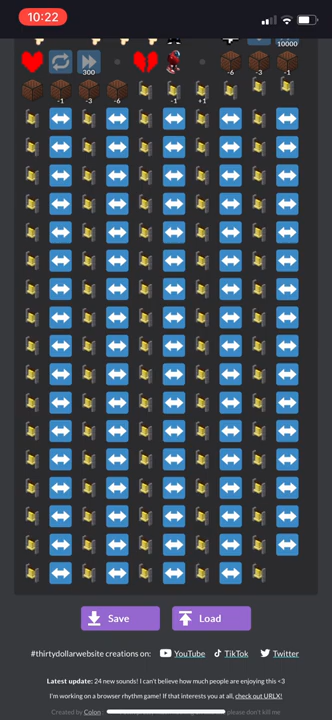 10:22
10000
300
-6 -3 -1
-1 -3 -6 -1 +1
Save Load
#thirtydollarwebsite creations on: YouTube TikTok Twitter
Latest update: 24 new sounds! I can't believe how much people are enjoying this <3
I'm working on a browser rhythm game! If that interests you at all, check out URLX!
Created by Colon please don't kill me